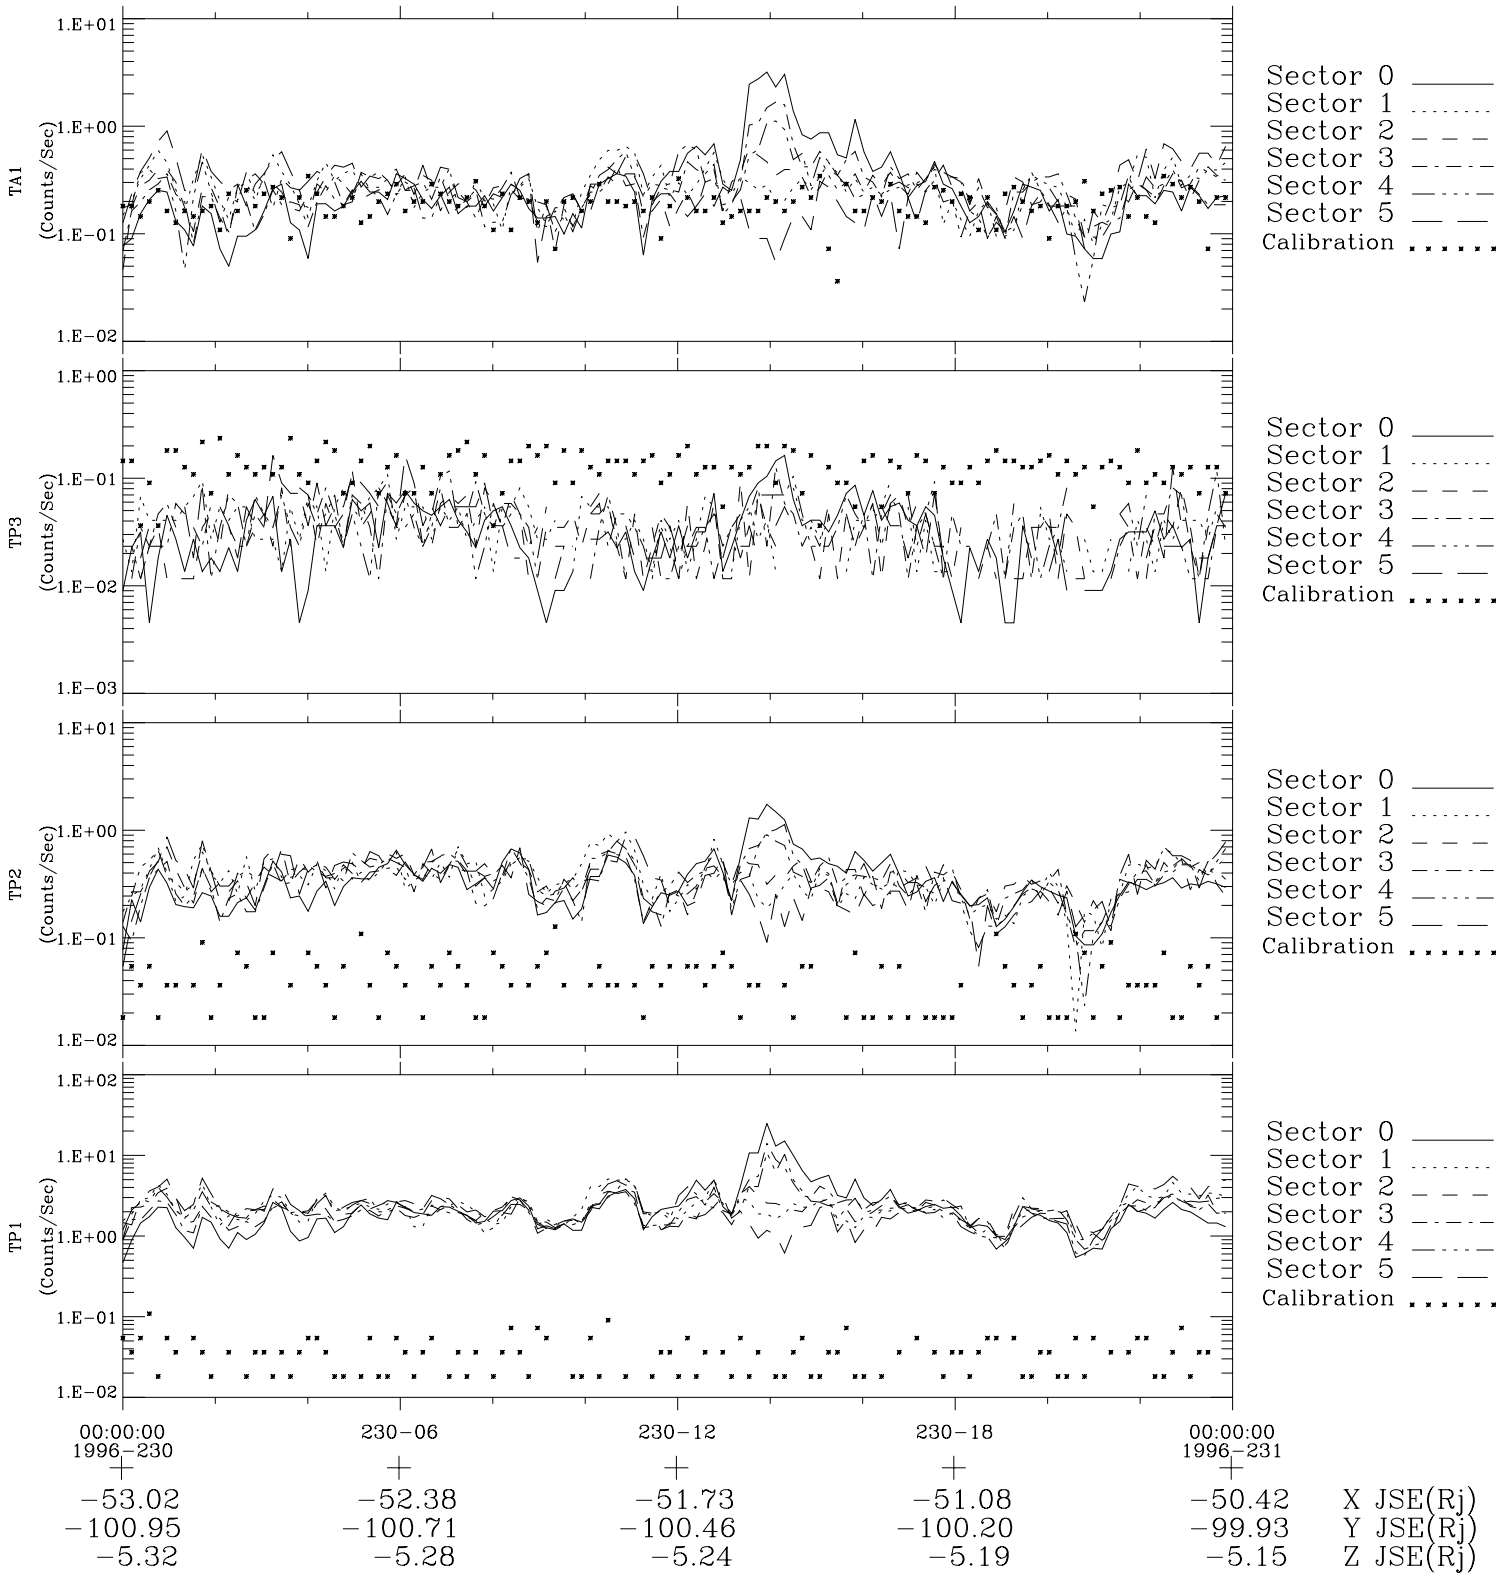 1.E+01
1.E+00
1.E-01
1.E-02
TA1
(Counts/Sec)
Sector 0
Sector 1
Sector 2
Sector 3
Sector 4
Sector 5
Calibration
1.E+00
1.E-01
1.E-02
1.E-03
TP3
(Counts/Sec)
Sector 0
Sector 1
Sector 2
Sector 3
Sector 4
Sector 5
Calibration
1.E+01
1.E+00
1.E-01
1.E-02
TP2
(Counts/Sec)
Sector 0
Sector 1
Sector 2
Sector 3
Sector 4
Sector 5
Calibration
1.E+02
1.E+01
1.E+00
1.E-01
1.E-02
TP1
(Counts/Sec)
Sector 0
Sector 1
Sector 2
Sector 3
Sector 4
Sector 5
Calibration
00:00:00 230-06 230-12 230-18 00:00:00
1996-230 1996-231
-53.02 -52.38 -51.73 -51.08 -50.42 X JSE(Rj)
-100.95 -100.71 -100.46 -100.20 -99.93 Y JSE(Rj)
-5.32 -5.28 -5.24 -5.19 -5.15 Z JSE(Rj)